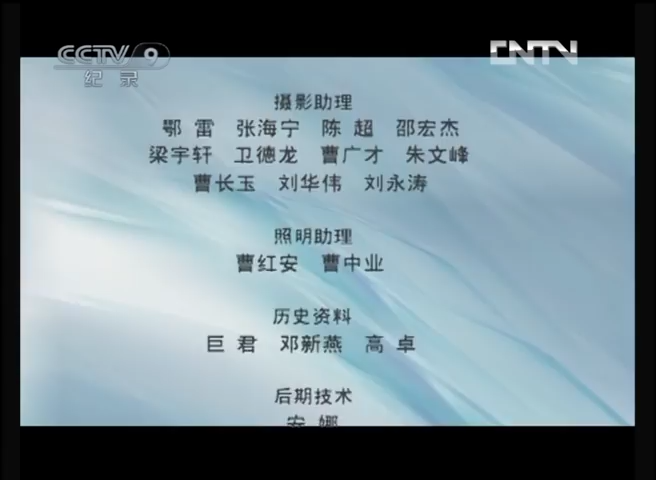 CCTV 9
CNTV
纪录
摄影助理
鄂 雷 张海宁 陈 超 邵宏杰
梁宇轩 卫德龙 曹广才 朱文峰
曹长玉 刘华伟 刘永涛
照明助理
曹红安 曹中业
历史资料
巨 君 邓新燕 高 卓
后期技术
安 娜